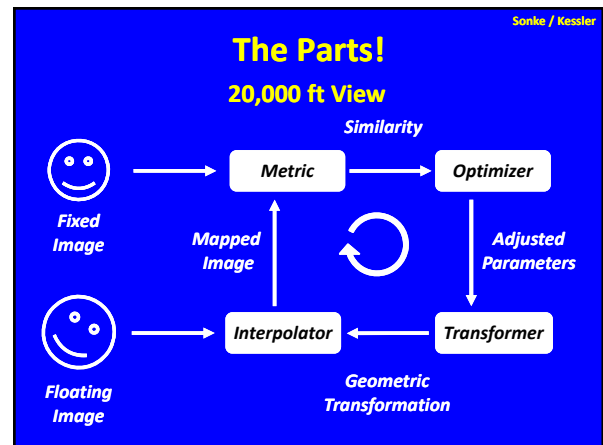 Sonke / Kessler
The Parts!
20,000 ft View
Similarity
Metric
Optimizer
Fixed
Image
Mapped
Image
Adjusted
Parameters
Interpolator
Transformer
Floating
Image
Geometric
Transformation